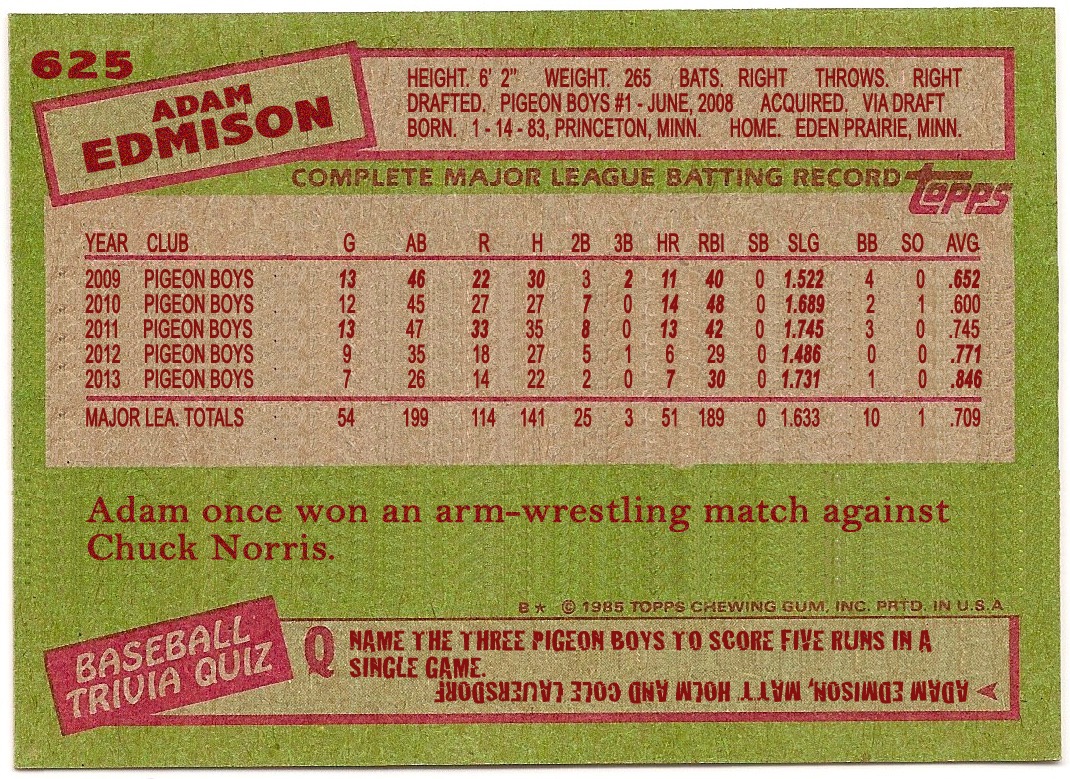 625
ADAM
EDMISON
HEIGHT. 6' 2" WEIGHT. 265 BATS. RIGHT THROWS. RIGHT
DRAFTED. PIGEON BOYS #1 - JUNE, 2008 ACQUIRED. VIA DRAFT
BORN. 1 - 14 - 83, PRINCETON, MINN. HOME. EDEN PRAIRIE, MINN.
COMPLETE MAJOR LEAGUE BATTING RECORD topps
YEAR CLUB G AB R H 2B 3B HR RBI SB SLG BB SO AVG.
2009 PIGEON BOYS 13 46 22 30 3 2 11 40 0 1.522 4 0 .652
2010 PIGEON BOYS 12 45 27 27 7 0 14 48 0 1.689 2 1 .600
2011 PIGEON BOYS 13 47 33 35 8 0 13 42 0 1.745 3 0 .745
2012 PIGEON BOYS 9 35 18 27 5 1 6 29 0 1.486 0 0 .771
2013 PIGEON BOYS 7 26 14 22 2 0 7 30 0 1.731 1 0 .846
MAJOR LEA. TOTALS 54 199 114 141 25 3 51 189 0 1.633 10 1 .709
Adam once won an arm-wrestling match against
Chuck Norris.
B★ © 1985 TOPPS CHEWING GUM, INC. PRTD. IN U.S.A
BASEBALL
TRIVIA QUIZ
Q NAME THE THREE PIGEON BOYS TO SCORE FIVE RUNS IN A
SINGLE GAME.
ADAM EDMISON, MATT HOLM AND COLE LAUERSDORF